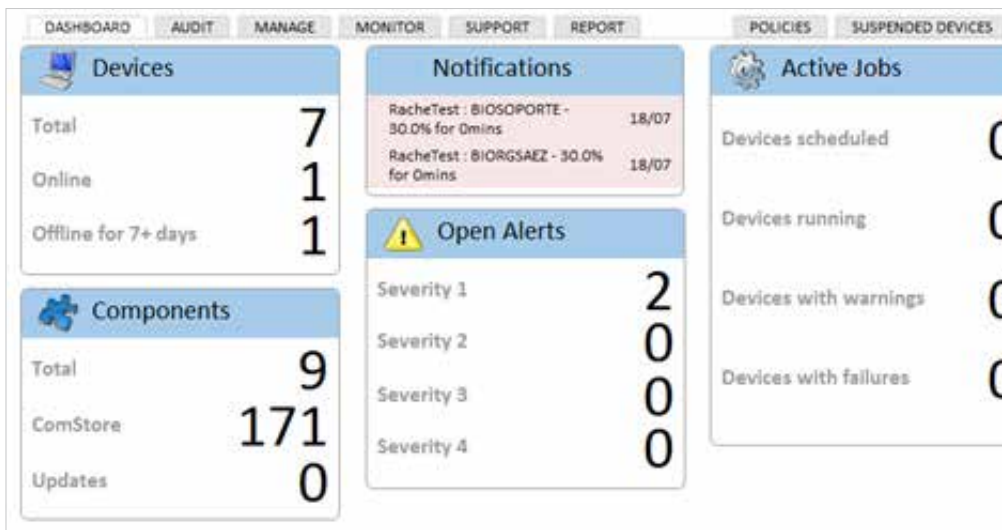 DASHBOARD AUDIT MANAGE MONITOR SUPPORT REPORT POLICIES SUSPENDED DEVICES
Devices
Total 7
Online 1
Offline for 7+ days 1
Components
Total 9
ComStore 171
Updates 0
Notifications
RacheTest : BIOSOPORTE -
30.0% for 0mins 18/07
RacheTest : BIORGSAEZ - 30.0%
for 0mins 18/07
Open Alerts
Severity 1 2
Severity 2 0
Severity 3 0
Severity 4 0
Active Jobs
Devices scheduled
Devices running
Devices with warnings
Devices with failures